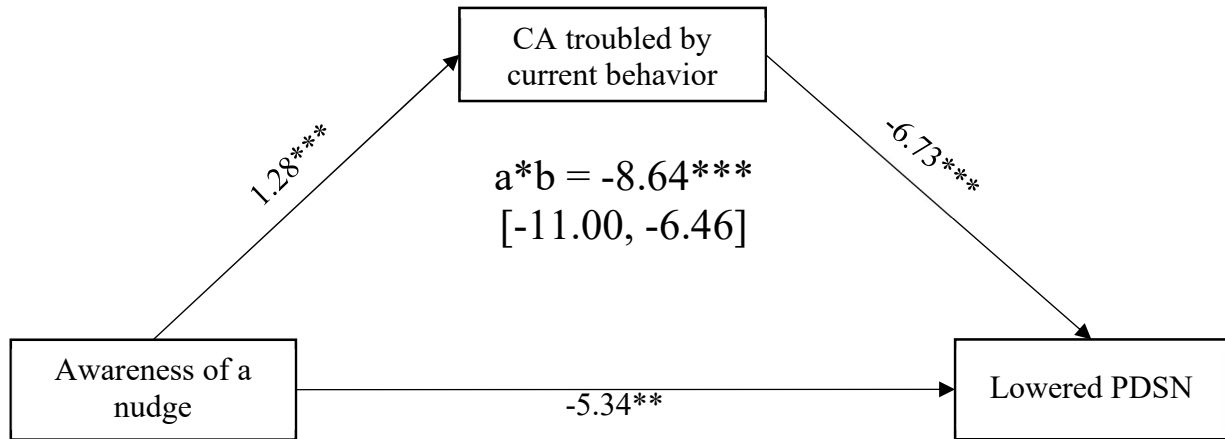 CA troubled by
current behavior
1.28***
-6.73***
a*b = -8.64***
[-11.00, -6.46]
Awareness of a
nudge
-5.34**
Lowered PDSN